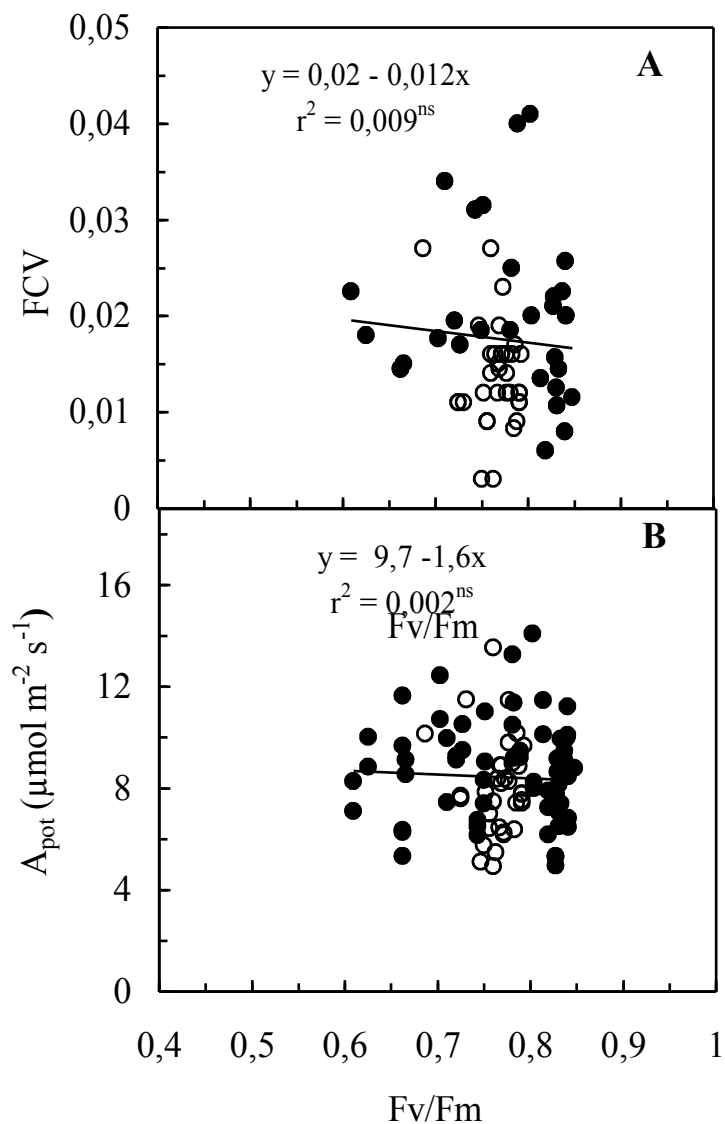 0,05
A
y = 0,02 - 0,012x
r² = 0,009ⁿˢ
0,04
0,03
FCV
0,02
0,01
0
B
y = 9,7 -1,6x
r² = 0,002ⁿˢ
Fv/Fm
16
12
A_pot (µmol m⁻² s⁻¹)
8
4
0
0,4 0,5 0,6 0,7 0,8 0,9 1
Fv/Fm